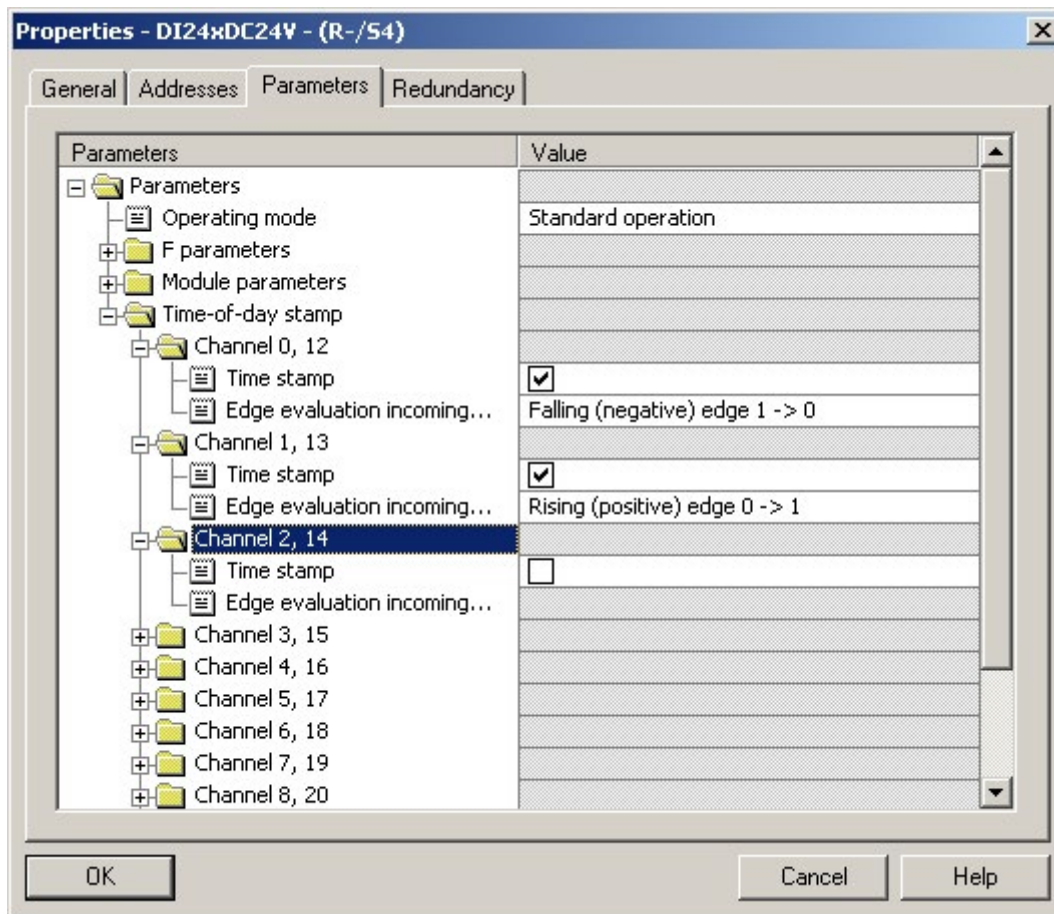 Properties - DI24xDC24V - (R-/S4)
General Addresses Parameters Redundancy
Parameters Value
Parameters
Operating mode Standard operation
F parameters
Module parameters
Time-of-day stamp
Channel 0, 12
Time stamp
Edge evaluation incoming... Falling (negative) edge 1 -> 0
Channel 1, 13
Time stamp
Edge evaluation incoming... Rising (positive) edge 0 -> 1
Channel 2, 14
Time stamp
Edge evaluation incoming...
Channel 3, 15
Channel 4, 16
Channel 5, 17
Channel 6, 18
Channel 7, 19
Channel 8, 20
OK Cancel Help